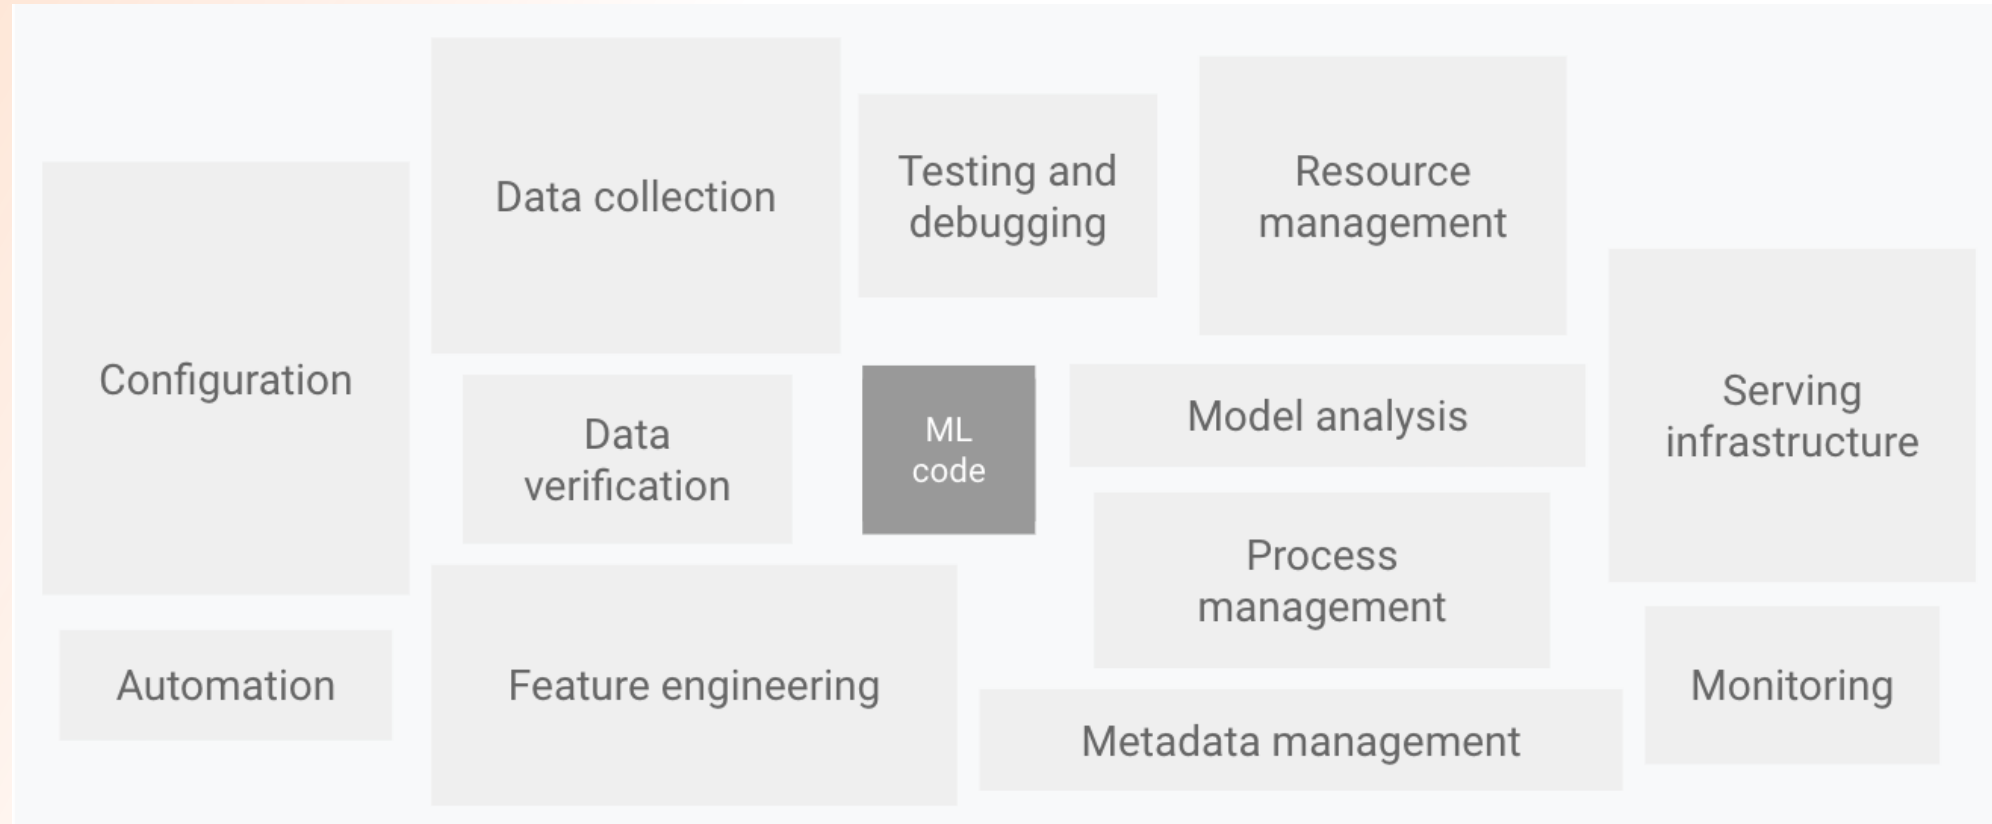 Data collection
Testing and
debugging
Resource
management
Configuration
Data
verification
ML
code
Model analysis
Serving
infrastructure
Process
management
Automation
Feature engineering
Metadata management
Monitoring